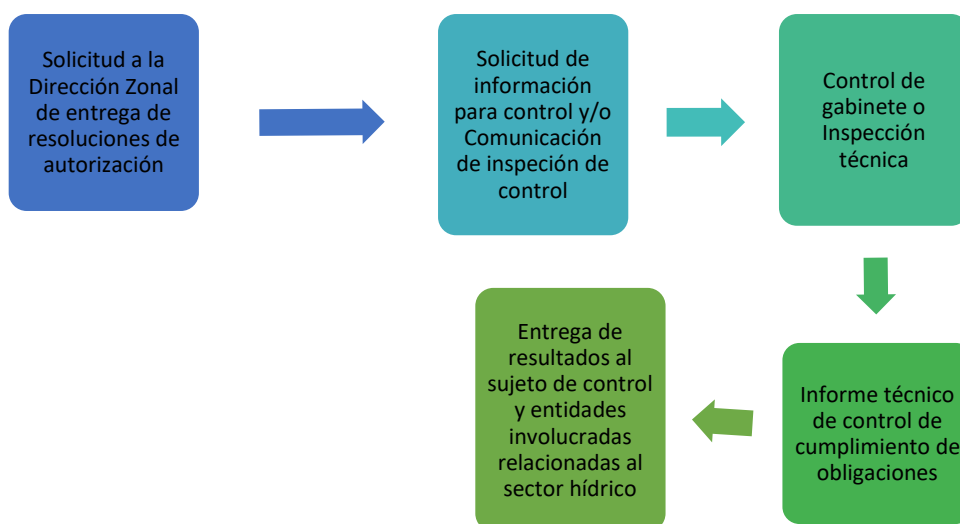 Solicitud a la
Dirección Zonal
de entrega de
resoluciones de
autorización
Solicitud de
información
para control y/o
Comunicación
de inspeción de
control
Control de
gabinete o
Inspección
técnica
Informe técnico
de control de
cumplimiento de
obligaciones
Entrega de
resultados al
sujeto de control
y entidades
involucradas
relacionadas al
sector hídrico